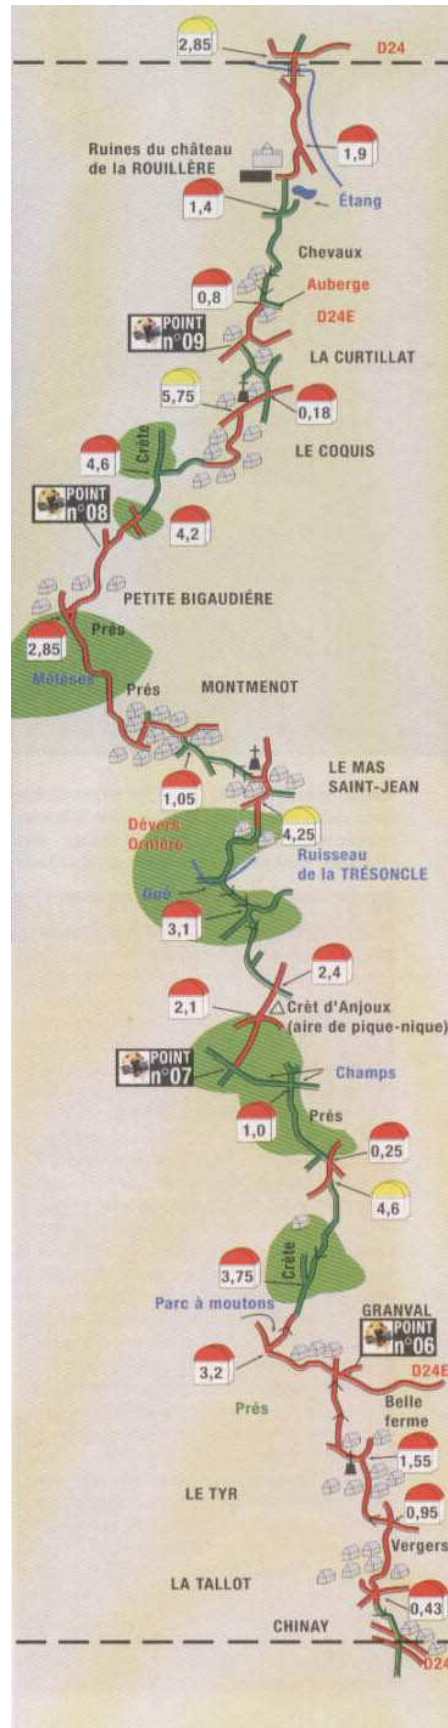 2,85
D24
Ruines du château
de la ROUILLÈRE
1,9
1,4
Étang
Chevaux
0,8
Auberge
D24E
POINT
n°09
LA CURTILLAT
5,75
0,18
4,6
Crête
LE COQUIS
POINT
n°08
4,2
PETITE BIGAUDIÉRE
Prés
2,85
Mélèses
Prés
MONTMENOT
1,05
LE MAS
SAINT-JEAN
Dévers
Ornière
4,25
Ruisseau
de la TRÉSONCLE
Gué
3,1
2,4
2,1
Crèt d'Anjoux
(aire de pique-nique)
POINT
n°07
Champs
1,0
Prés
0,25
4,6
3,75
Crête
Parc à moutons
GRANVAL
POINT
n°06
3,2
D24E
Prés
Belle
ferme
1,55
LE TYR
0,95
Vergers
LA TALLOT
0,43
CHINAY
D24